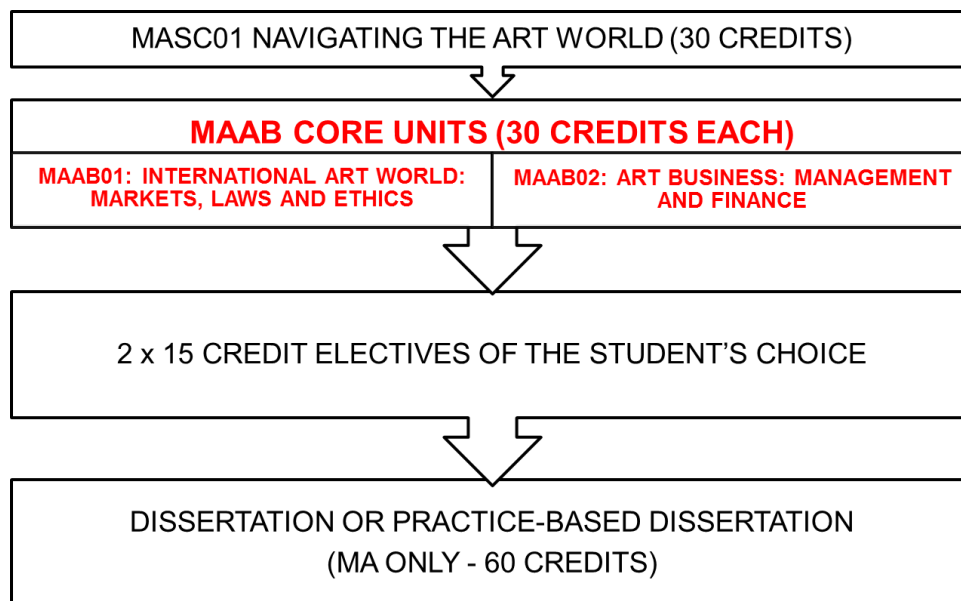 MASC01 NAVIGATING THE ART WORLD (30 CREDITS)
MAAB CORE UNITS (30 CREDITS EACH)
MAAB01: INTERNATIONAL ART WORLD:
MARKETS, LAWS AND ETHICS
MAAB02: ART BUSINESS: MANAGEMENT
AND FINANCE
2 x 15 CREDIT ELECTIVES OF THE STUDENT’S CHOICE
DISSERTATION OR PRACTICE-BASED DISSERTATION
(MA ONLY - 60 CREDITS)